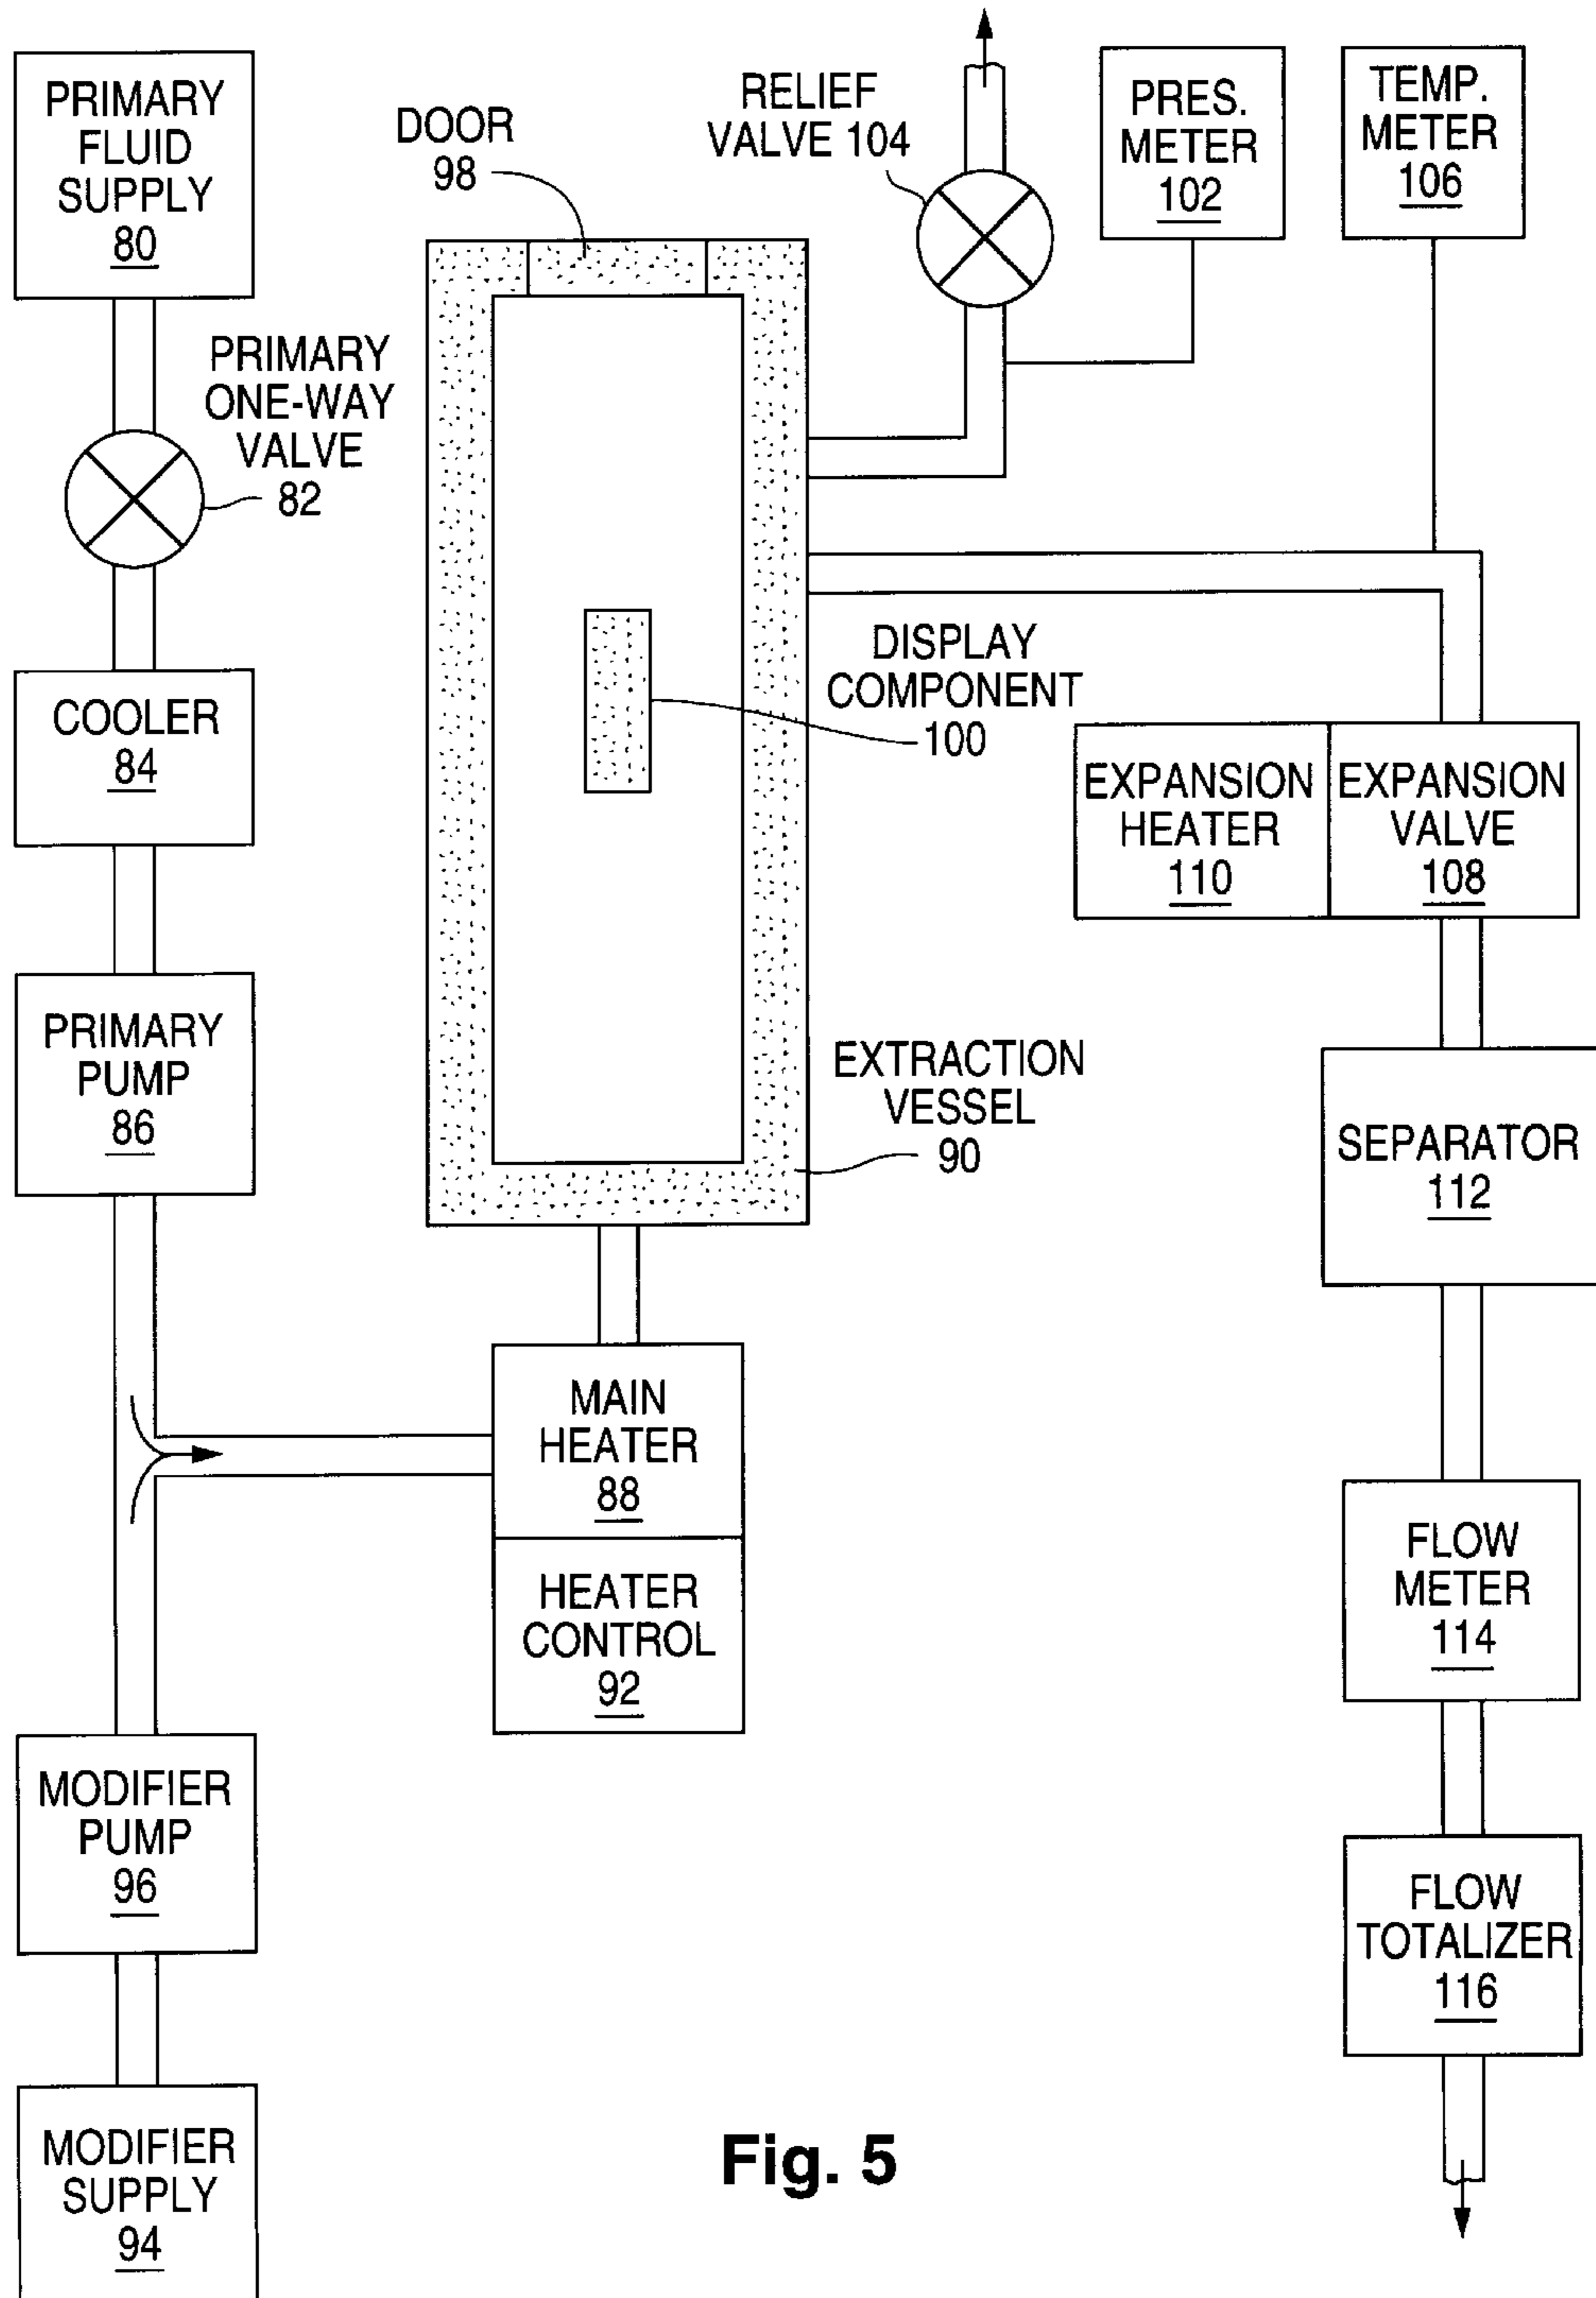 PRIMARY
FLUID
SUPPLY
80
PRIMARY
ONE-WAY
VALVE
82
COOLER
84
PRIMARY
PUMP
86
MODIFIER
PUMP
96
MODIFIER
SUPPLY
94
DOOR
98
RELIEF
VALVE 104
PRES.
METER
102
TEMP.
METER
106
DISPLAY
COMPONENT
100
EXTRACTION
VESSEL
90
MAIN
HEATER
88
HEATER
CONTROL
92
EXPANSION
HEATER
110
EXPANSION
VALVE
108
SEPARATOR
112
FLOW
METER
114
FLOW
TOTALIZER
116
Fig. 5